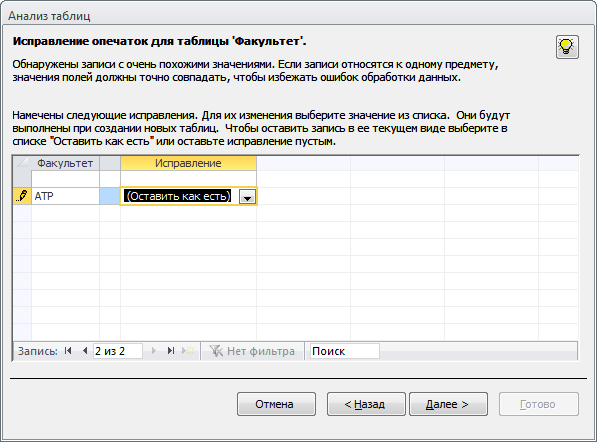 Анализ таблиц
Исправление опечаток для таблицы 'Факультет'.
Обнаружены записи с очень похожими значениями. Если записи относятся к одному предмету,
значения полей должны точно совпадать, чтобы избежать ошибок обработки данных.
Намечены следующие исправления. Для их изменения выберите значение из списка. Они будут
выполнены при создании новых таблиц. Чтобы оставить запись в ее текущем виде выберите в
списке "Оставить как есть" или оставьте исправление пустым.
Факультет Исправление
АТР (Оставить как есть)
Запись: 2 из 2 Нет фильтра Поиск
Отмена < Назад Далее > Готово